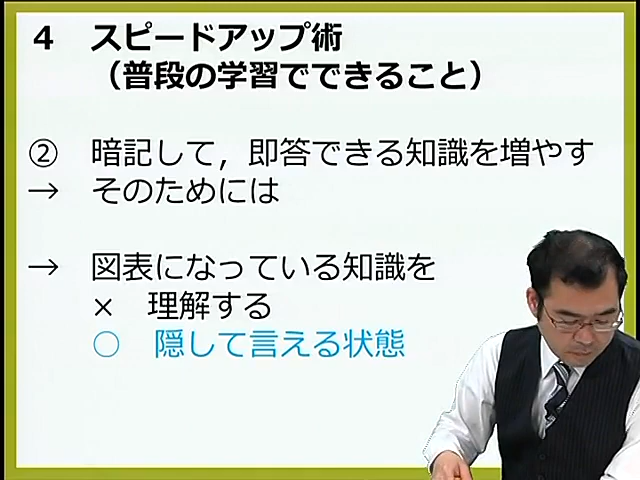 4 スピードアップ術
(普段の学習でできること)
② 暗記して，即答できる知識を増やす
→ そのためには
→ 図表になっている知識を
× 理解する
○ 隠して言える状態